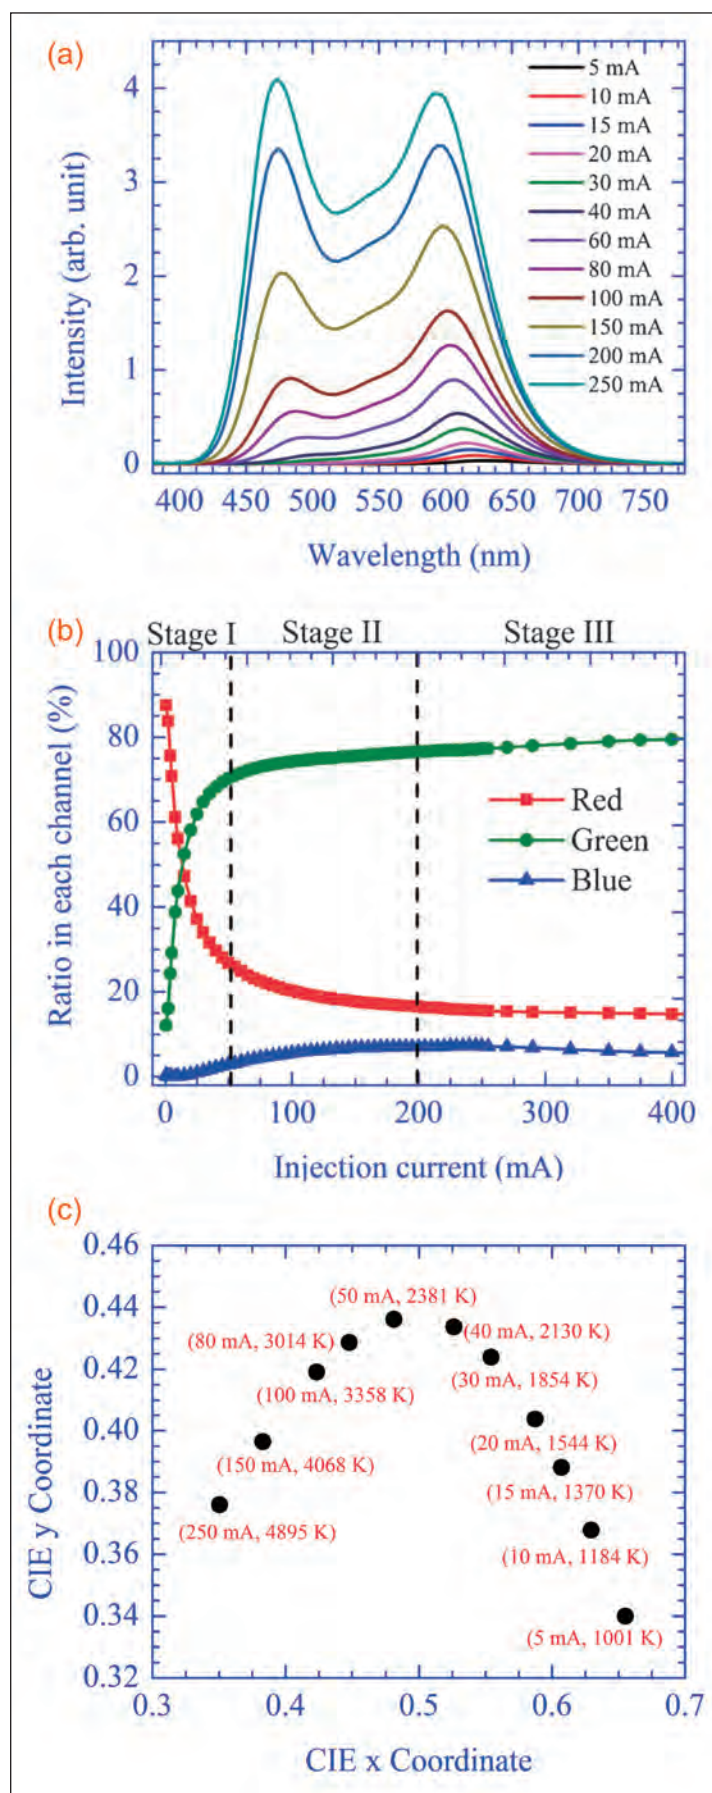 (a)
4
3
2
1
0
Intensity (arb. unit)
5 mA
10 mA
15 mA
20 mA
30 mA
40 mA
60 mA
80 mA
100 mA
150 mA
200 mA
250 mA
400 450 500 550 600 650 700 750
Wavelength (nm)
(b)
Stage I Stage II Stage III
100
80
60
40
20
0
Ratio in each channel (%)
Red
Green
Blue
0 100 200 300 400
Injection current (mA)
(c)
0.46
0.44
0.42
0.40
0.38
0.36
0.34
0.32
CIE y Coordinate
(50 mA, 2381 K)
(80 mA, 3014 K)
(40 mA, 2130 K)
(100 mA, 3358 K)
(30 mA, 1854 K)
(150 mA, 4068 K)
(20 mA, 1544 K)
(15 mA, 1370 K)
(250 mA, 4895 K)
(10 mA, 1184 K)
(5 mA, 1001 K)
0.3 0.4 0.5 0.6 0.7
CIE x Coordinate